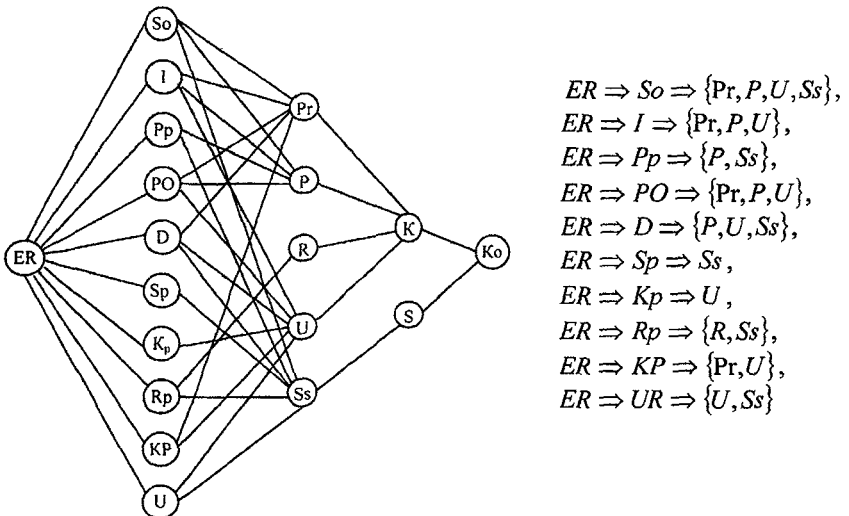 So
I
Pp
PO
D
ER
Sp
Kp
Rp
KP
U
Pr
P
R
U
Ss
K
S
Ko
ER ⇒ So ⇒ {Pr, P, U, Ss},
ER ⇒ I ⇒ {Pr, P, U},
ER ⇒ Pp ⇒ {P, Ss},
ER ⇒ PO ⇒ {Pr, P, U},
ER ⇒ D ⇒ {P, U, Ss},
ER ⇒ Sp ⇒ Ss,
ER ⇒ Kp ⇒ U,
ER ⇒ Rp ⇒ {R, Ss},
ER ⇒ KP ⇒ {Pr, U},
ER ⇒ UR ⇒ {U, Ss}